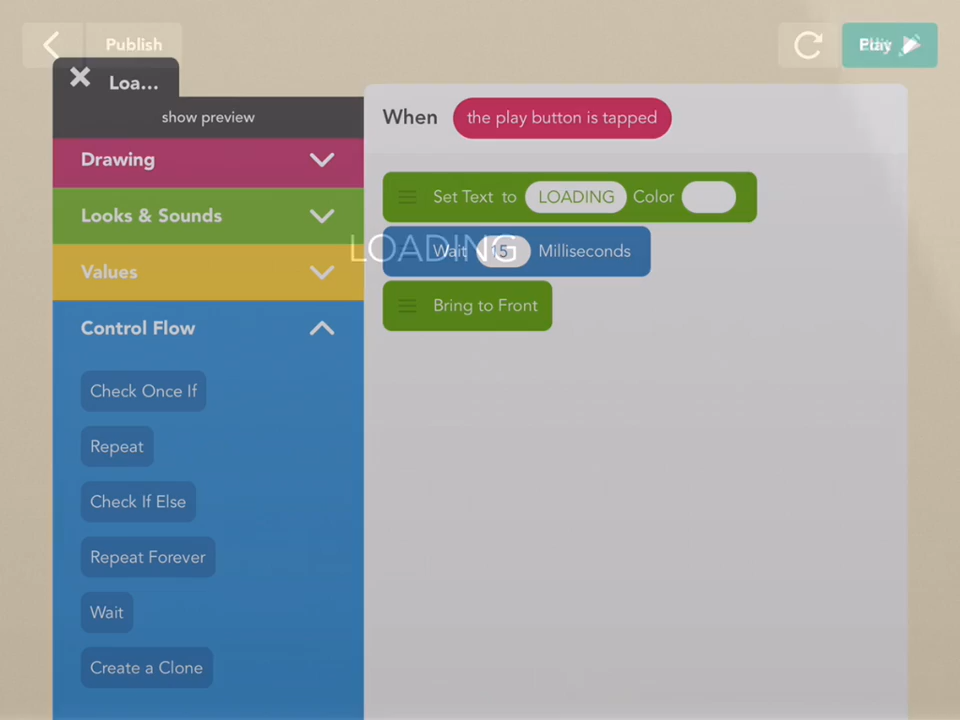 Publish
Play
Loa...
show preview
Drawing
Looks & Sounds
Values
Control Flow
Check Once If
Repeat
Check If Else
Repeat Forever
Wait
Create a Clone
When the play button is tapped
Set Text to LOADING Color
Wait 15 Milliseconds
LOADING
Bring to Front